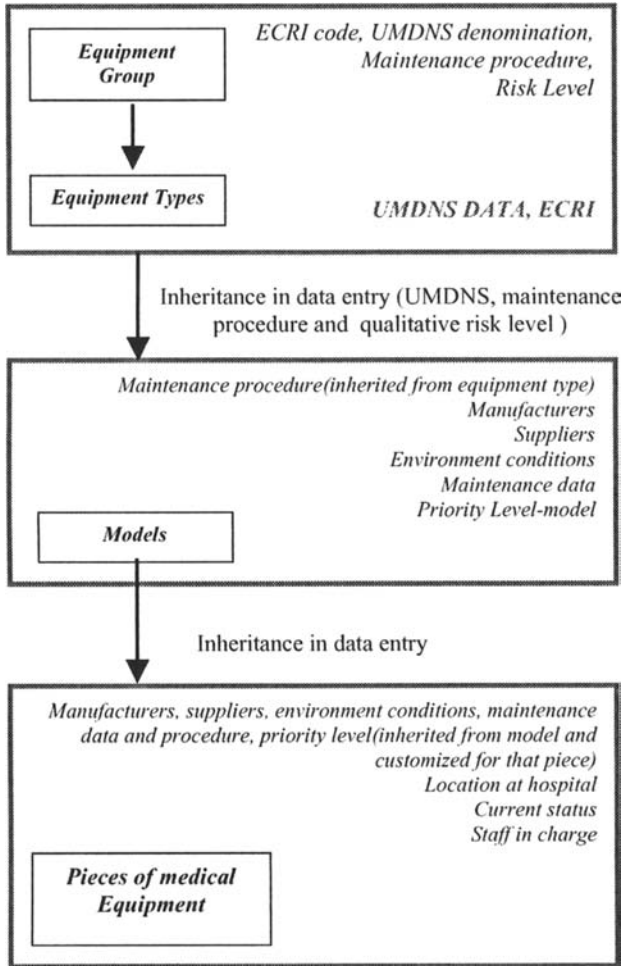 Equipment
Group
ECRI code, UMDNS denomination,
Maintenance procedure,
Risk Level
Equipment Types
UMDNS DATA, ECRI
Inheritance in data entry (UMDNS, maintenance
procedure and qualitative risk level )
Maintenance procedure(inherited from equipment type)
Manufacturers
Suppliers
Environment conditions
Maintenance data
Priority Level-model
Models
Inheritance in data entry
Manufacturers, suppliers, environment conditions, maintenance
data and procedure, priority level(inherited from model and
customized for that piece)
Location at hospital
Current status
Staff in charge
Pieces of medical
Equipment